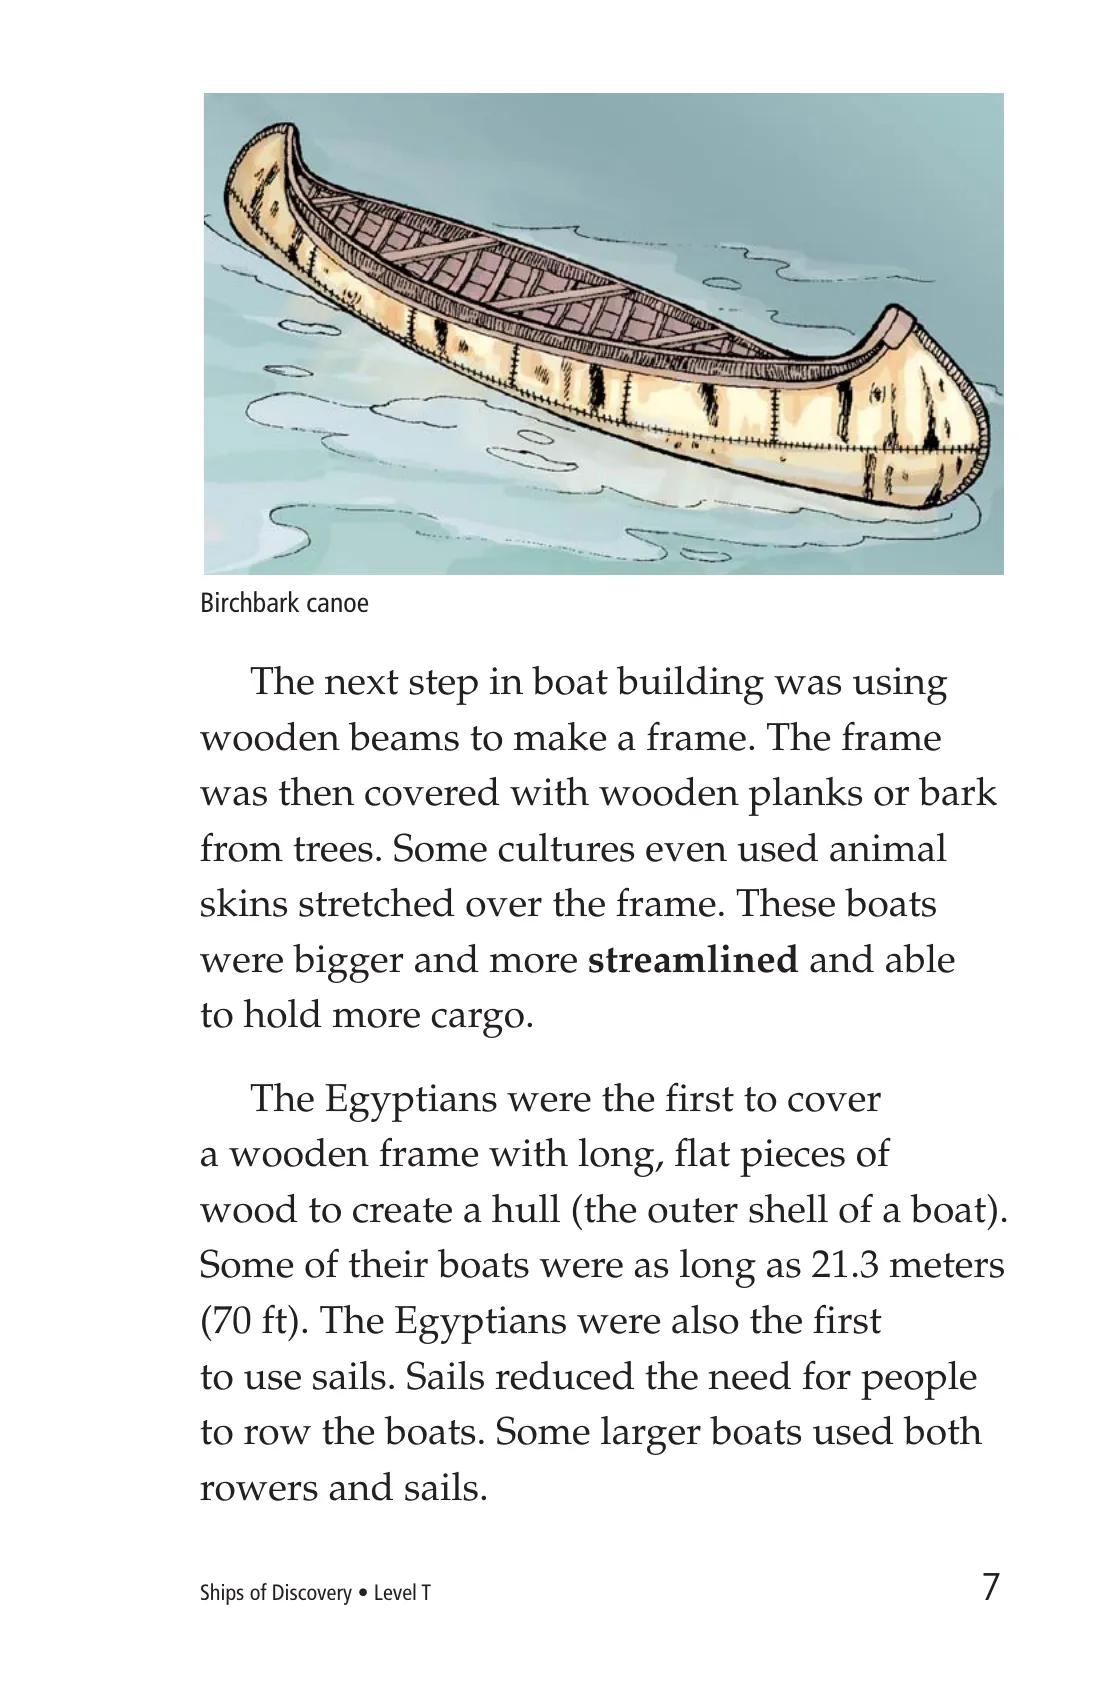 Birchbark canoe
The next step in boat building was using
wooden beams to make a frame. The frame
was then covered with wooden planks or bark
from trees. Some cultures even used animal
skins stretched over the frame. These boats
were bigger and more streamlined and able
to hold more cargo.
The Egyptians were the first to cover
a wooden frame with long, flat pieces of
wood to create a hull (the outer shell of a boat).
Some of their boats were as long as 21.3 meters
(70 ft). The Egyptians were also the first
to use sails. Sails reduced the need for people
to row the boats. Some larger boats used both
rowers and sails.
Ships of Discovery • Level T
7